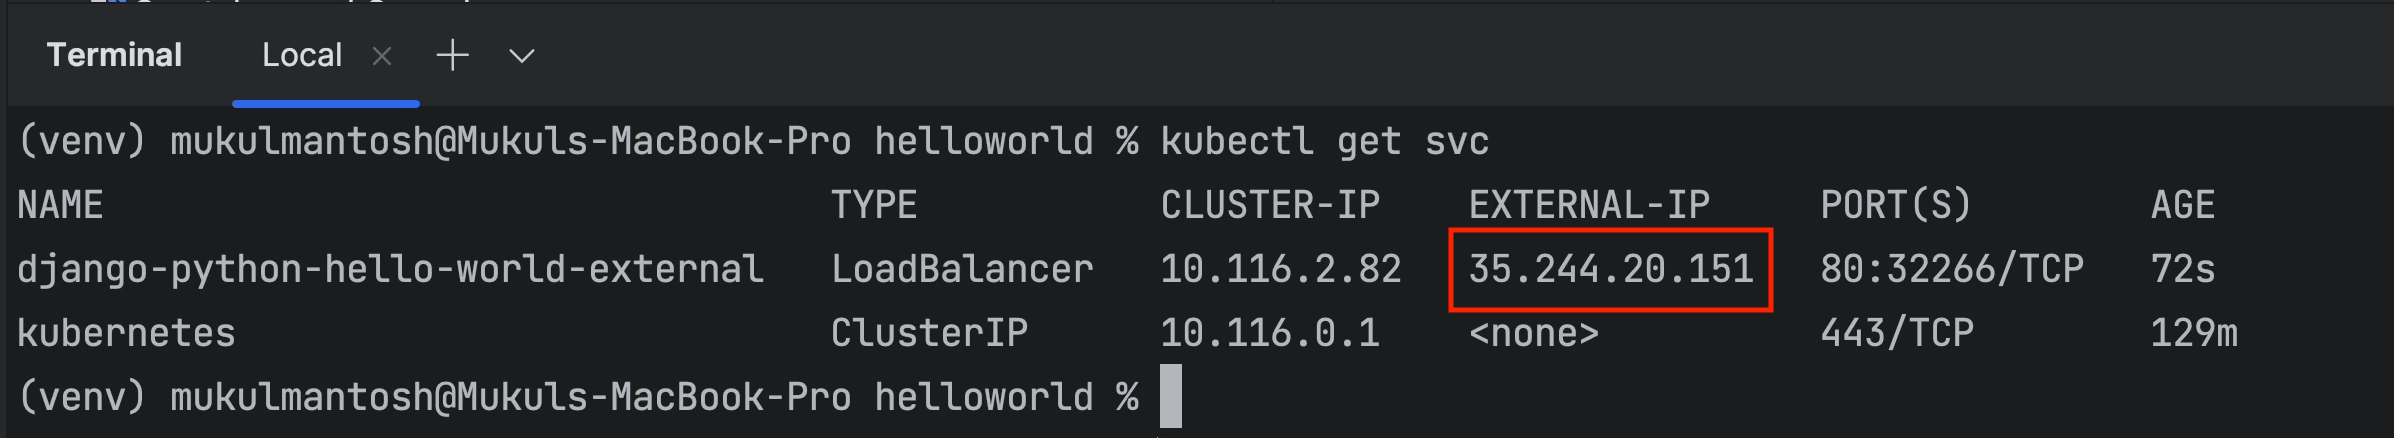 Terminal Local
(venv) mukulmantosh@Mukuls-MacBook-Pro helloworld % kubectl get svc
NAME TYPE CLUSTER-IP EXTERNAL-IP PORT(S) AGE
django-python-hello-world-external LoadBalancer 10.116.2.82 35.244.20.151 80:32266/TCP 72s
kubernetes ClusterIP 10.116.0.1 <none> 443/TCP 129m
(venv) mukulmantosh@Mukuls-MacBook-Pro helloworld %